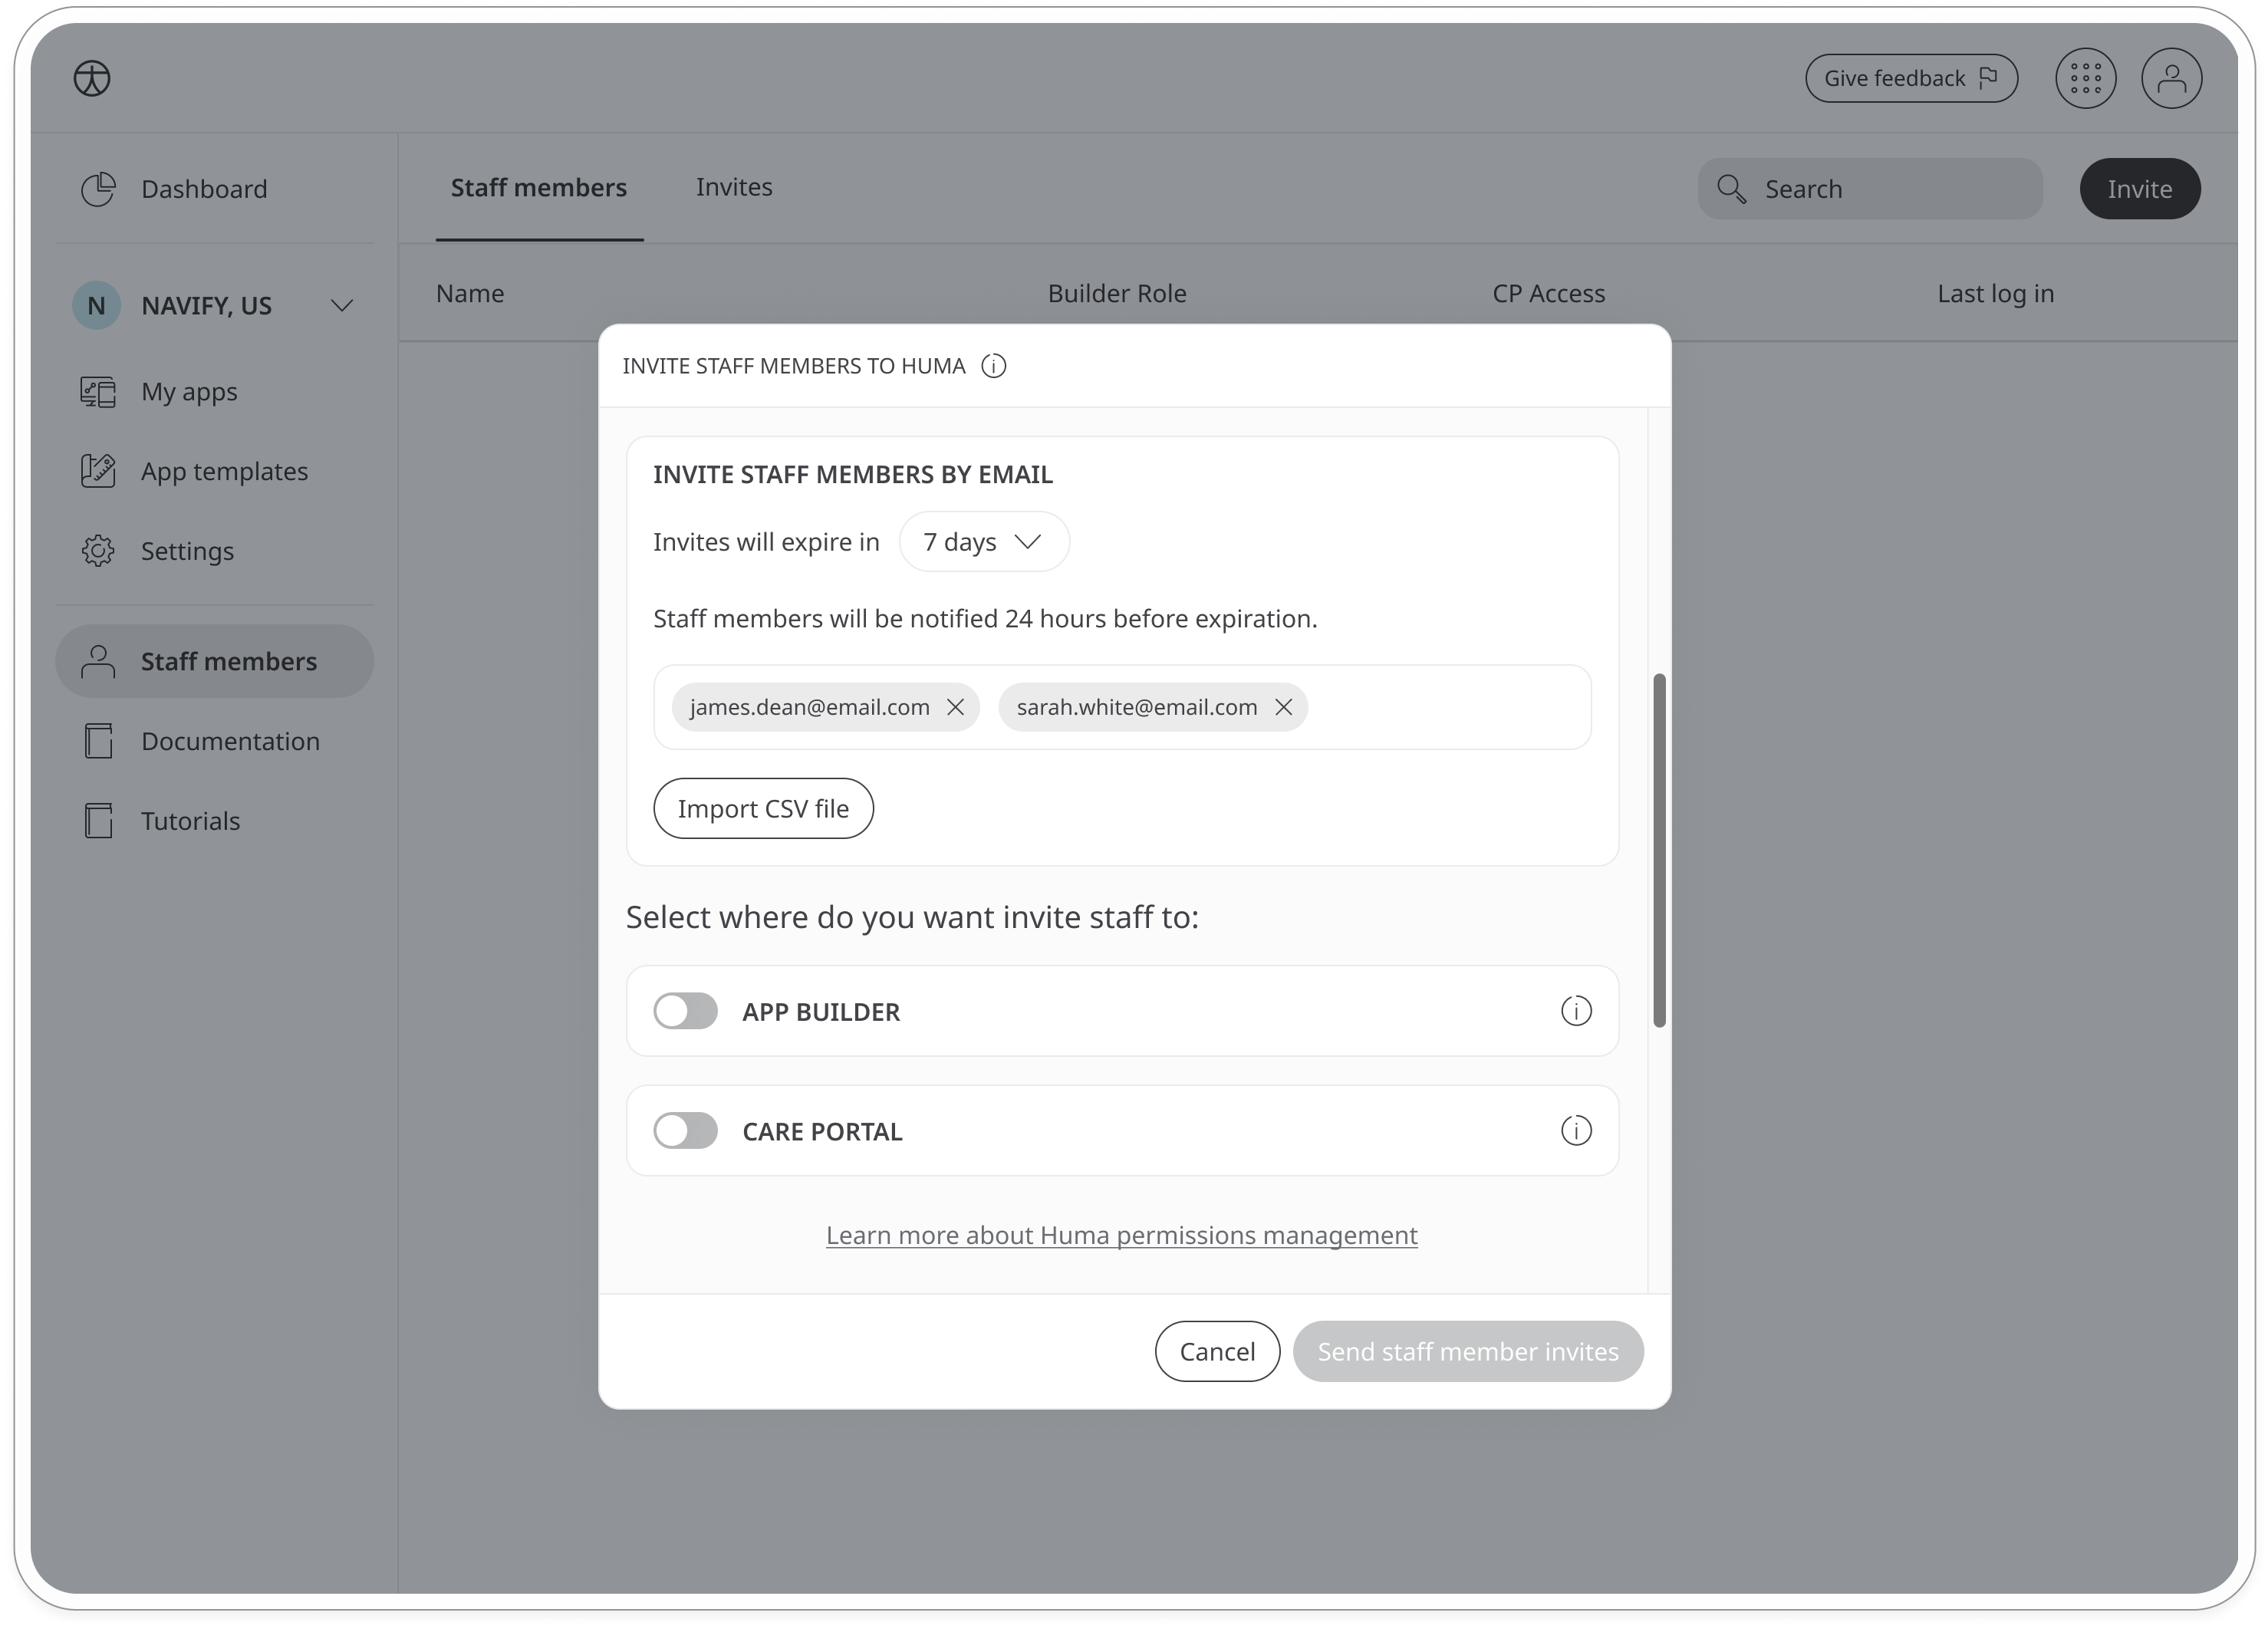 Give feedback
Dashboard
Staff members
Invites
Search
Invite
N
NAVIFY, US
Name
Builder Role
CP Access
Last log in
My apps
App templates
Settings
Staff members
Documentation
Tutorials
INVITE STAFF MEMBERS TO HUMA
INVITE STAFF MEMBERS BY EMAIL
Invites will expire in
7 days
Staff members will be notified 24 hours before expiration.
james.dean@email.com
sarah.white@email.com
Import CSV file
Select where do you want invite staff to:
APP BUILDER
CARE PORTAL
Learn more about Huma permissions management
Cancel
Send staff member invites